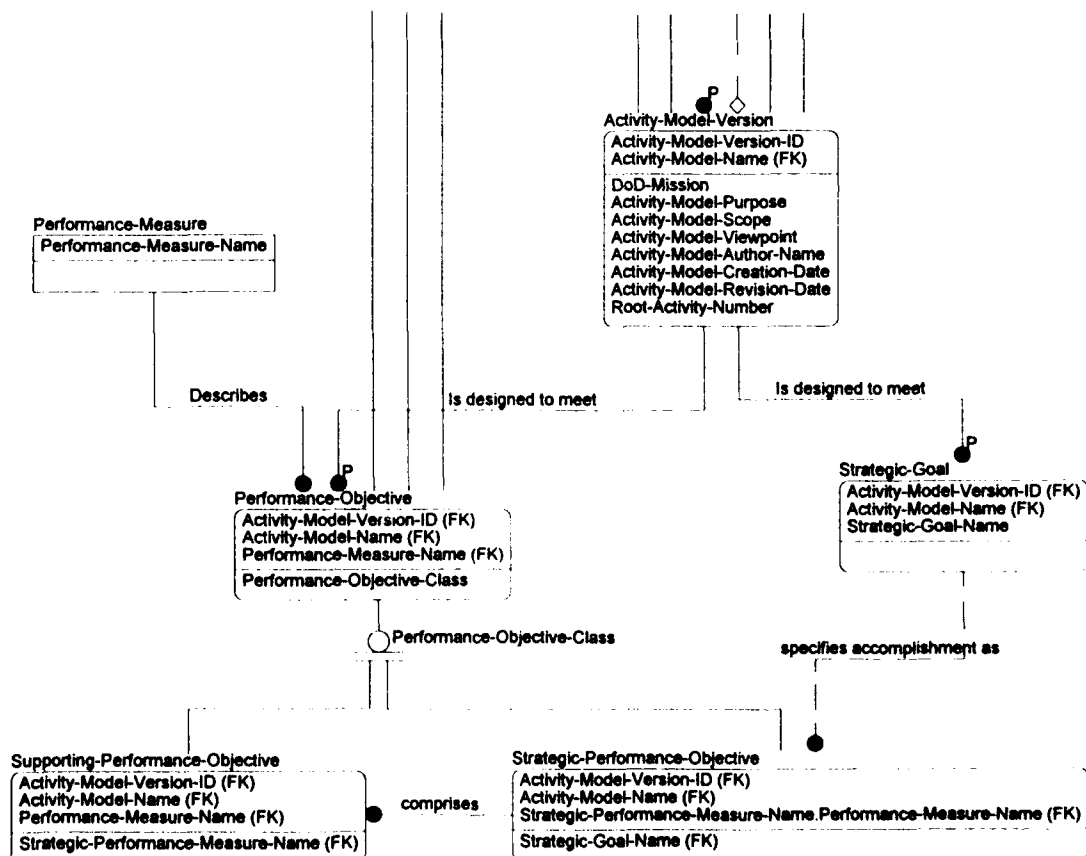 P
Activity-Model-Version
Activity-Model-Version-ID
Activity-Model-Name (FK)
DoD-Mission
Activity-Model-Purpose
Activity-Model-Scope
Activity-Model-Viewpoint
Activity-Model-Author-Name
Activity-Model-Creation-Date
Activity-Model-Revision-Date
Root-Activity-Number
Performance-Measure
Performance-Measure-Name
Describes
Is designed to meet
Is designed to meet
P
P
Performance-Objective
Activity-Model-Version-ID (FK)
Activity-Model-Name (FK)
Performance-Measure-Name (FK)
Performance-Objective-Class
Strategic-Goal
Activity-Model-Version-ID (FK)
Activity-Model-Name (FK)
Strategic-Goal-Name
Performance-Objective-Class
specifies accomplishment as
Supporting-Performance-Objective
Activity-Model-Version-ID (FK)
Activity-Model-Name (FK)
Performance-Measure-Name (FK)
Strategic-Performance-Measure-Name (FK)
comprises
Strategic-Performance-Objective
Activity-Model-Version-ID (FK)
Activity-Model-Name (FK)
Strategic-Performance-Measure-Name.Performance-Measure-Name (FK)
Strategic-Goal-Name (FK)